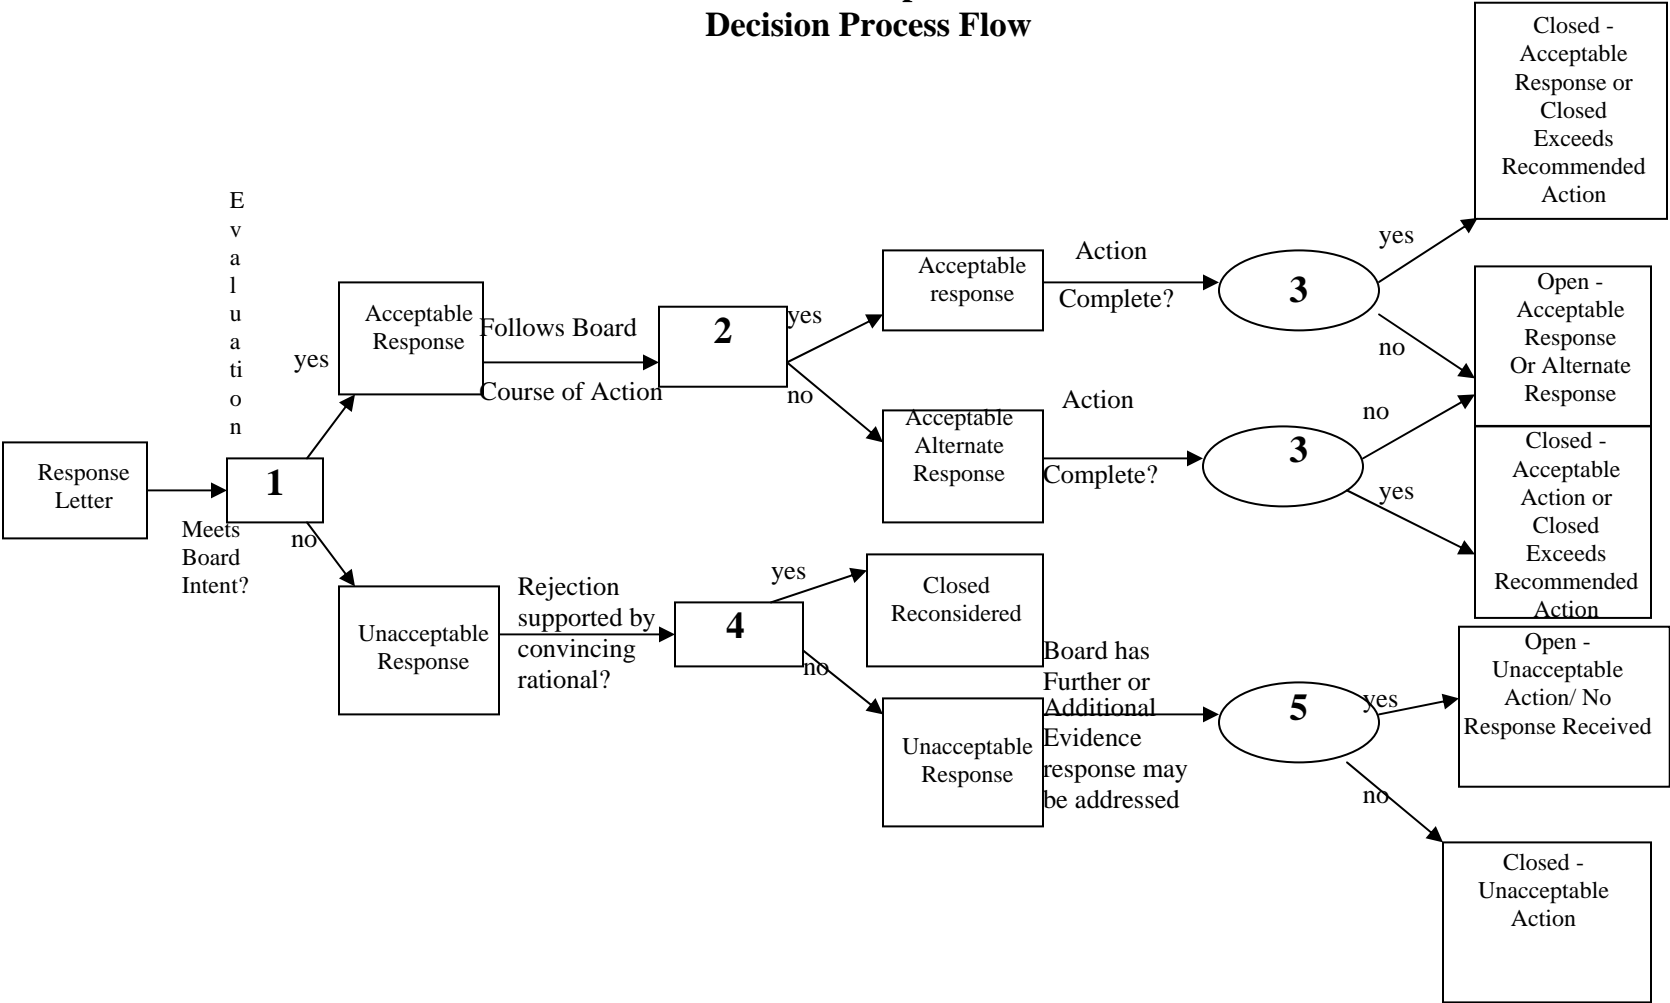 Decision Process Flow
Closed -
Acceptable
Response or
Closed
Exceeds
Recommended
Action
E
v
a
l
u
a
ti
o
n
Response
Letter
1
Meets
Board
Intent?
yes
no
Acceptable
Response
Follows Board
Course of Action
2
yes
no
Acceptable
response
Action
Complete?
3
yes
no
Open -
Acceptable
Response
Or Alternate
Response
Acceptable
Alternate
Response
Action
Complete?
3
no
yes
Closed -
Acceptable
Action or
Closed
Exceeds
Recommended
Action
Unacceptable
Response
Rejection
supported by
convincing
rational?
4
yes
no
Closed
Reconsidered
Unacceptable
Response
Board has
Further or
Additional
Evidence
response may
be addressed
5
yes
no
Open -
Unacceptable
Action/ No
Response Received
Closed -
Unacceptable
Action